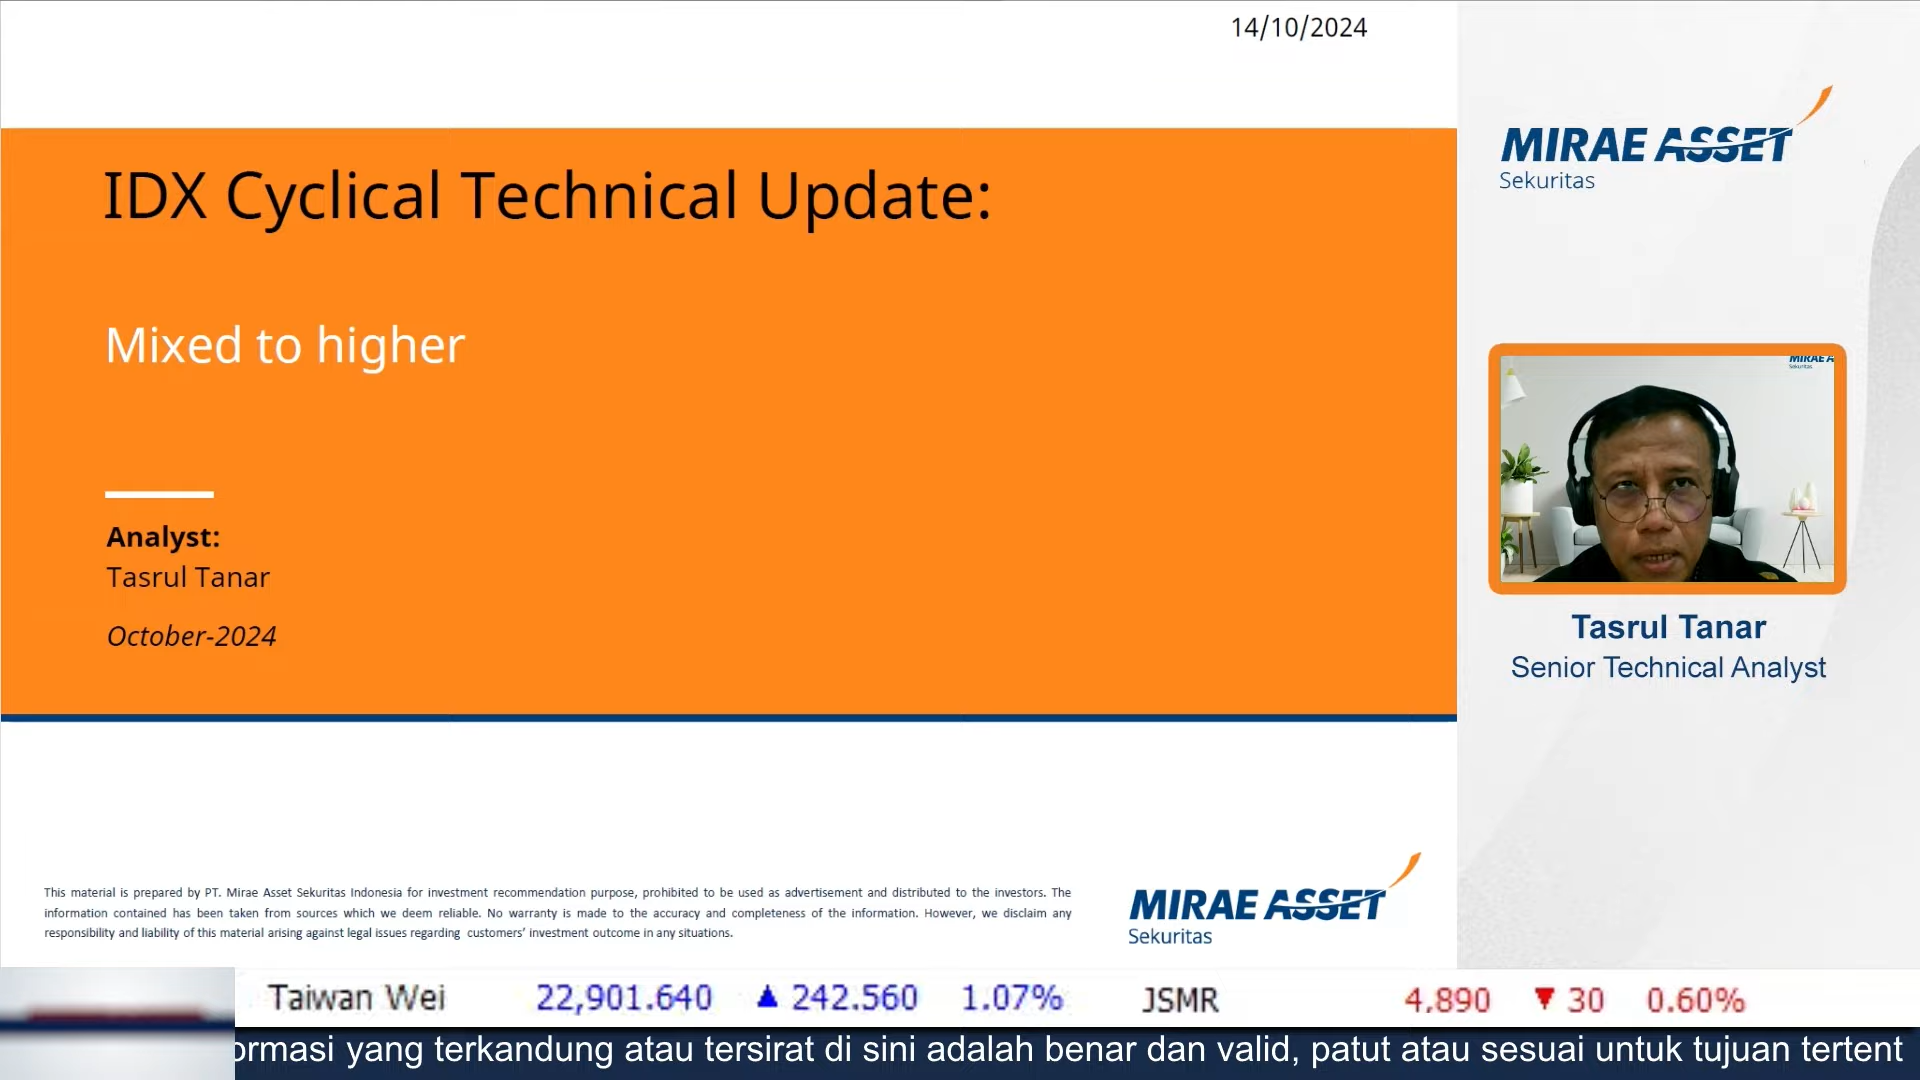 14/10/2024
IDX Cyclical Technical Update:
Mixed to higher
Analyst:
Tasrul Tanar
October-2024
This material is prepared by PT. Mirae Asset Sekuritas Indonesia for investment recommendation purpose, prohibited to be used as advertisement and distributed to the investors. The
information contained has been taken from sources which we deem reliable. No warranty is made to the accuracy and completeness of the information. However, we disclaim any
responsibility and liability of this material arising against legal issues regarding customers' investment outcome in any situations.
MIRAE ASSET
Sekuritas
MIRAE ASSET
Sekuritas
MIRAE A
Sekuritas
Tasrul Tanar
Senior Technical Analyst
Taiwan Wei 22,901.640 ▲ 242.560 1.07% JSMR 4,890 ▼ 30 0.60%
ormasi yang terkandung atau tersirat di sini adalah benar dan valid, patut atau sesuai untuk tujuan tertent